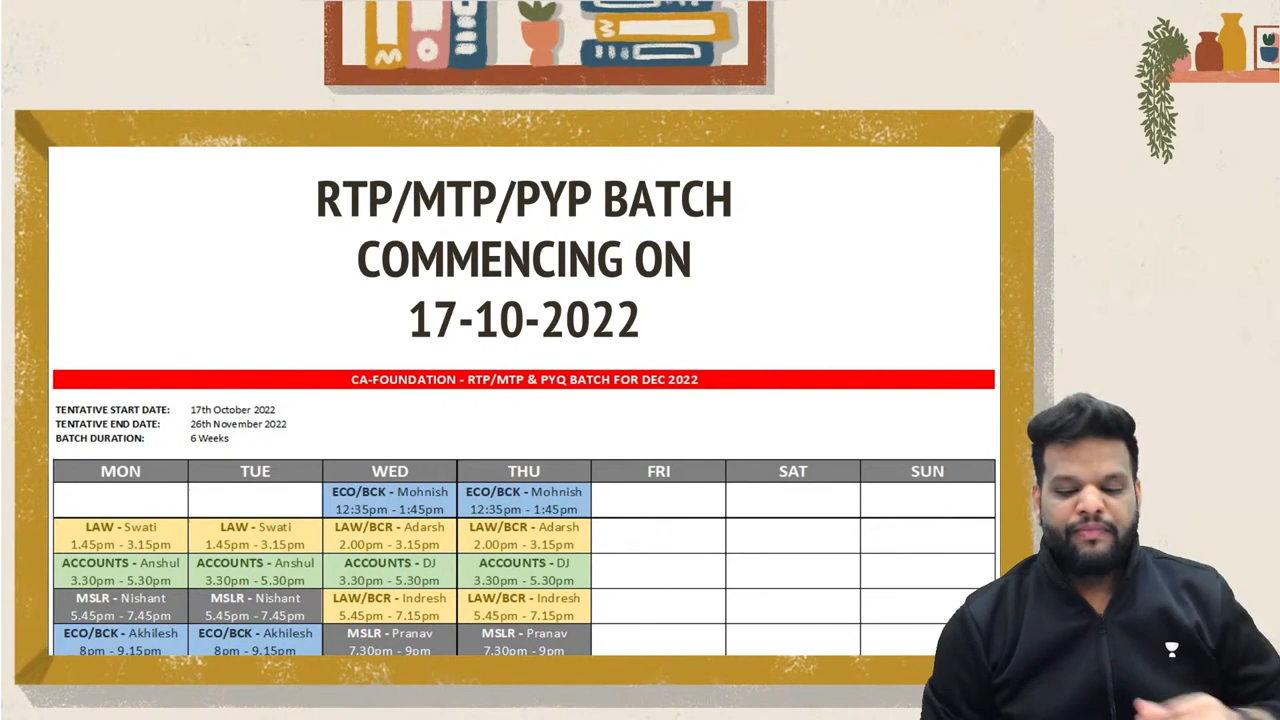 RTP/MTP/PYP BATCH
COMMENCING ON
17-10-2022
CA-FOUNDATION - RTP/MTP & PYQ BATCH FOR DEC 2022
TENTATIVE START DATE: 17th October 2022
TENTATIVE END DATE: 26th November 2022
BATCH DURATION: 6 Weeks
MON TUE WED THU FRI SAT SUN
ECO/BCK - Mohnish ECO/BCK - Mohnish
12:35pm - 1:45pm 12:35pm - 1:45pm
LAW - Swati LAW - Swati LAW/BCR - Adarsh LAW/BCR - Adarsh
1.45pm - 3.15pm 1.45pm - 3.15pm 2.00pm - 3.15pm 2.00pm - 3.15pm
ACCOUNTS - Anshul ACCOUNTS - Anshul ACCOUNTS - DJ ACCOUNTS - DJ
3.30pm - 5.30pm 3.30pm - 5.30pm 3.30pm - 5.30pm 3.30pm - 5.30pm
MSLR - Nishant MSLR - Nishant LAW/BCR - Indresh LAW/BCR - Indresh
5.45pm - 7.45pm 5.45pm - 7.45pm 5.45pm - 7.15pm 5.45pm - 7.15pm
ECO/BCK - Akhilesh ECO/BCK - Akhilesh MSLR - Pranav MSLR - Pranav
8pm - 9.15pm 8pm - 9.15pm 7.30pm - 9pm 7.30pm - 9pm